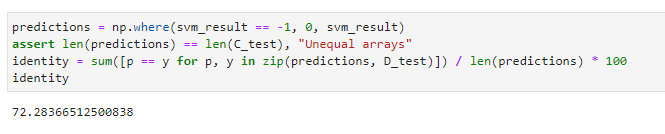 predictions = np.where(svm_result == -1, 0, svm_result)
assert len(predictions) == len(C_test), "Unequal arrays"
identity = sum([p == y for p, y in zip(predictions, D_test)]) / len(predictions) * 100
identity
72.28366512500838